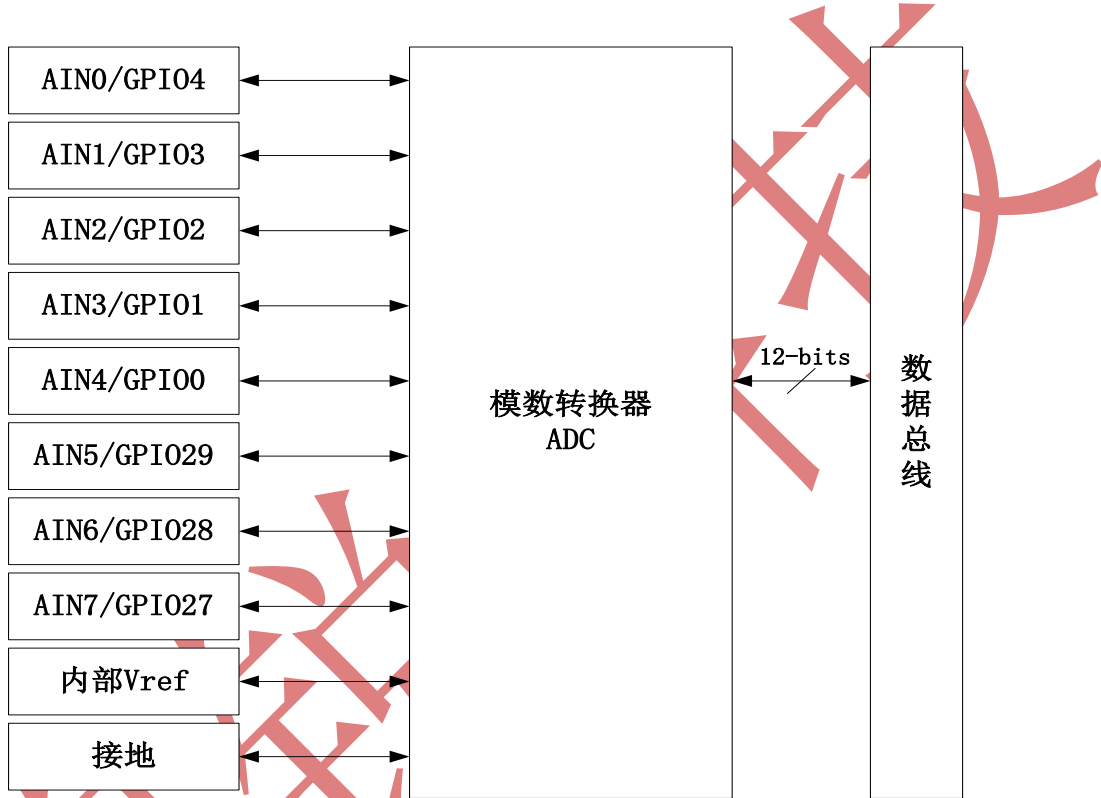 AIN0/GPIO4
AIN1/GPIO3
AIN2/GPIO2
AIN3/GPIO1
AIN4/GPIO0
AIN5/GPIO29
AIN6/GPIO28
AIN7/GPIO27
内部Vref
接地
模数转换器
ADC
12-bits
数据总线